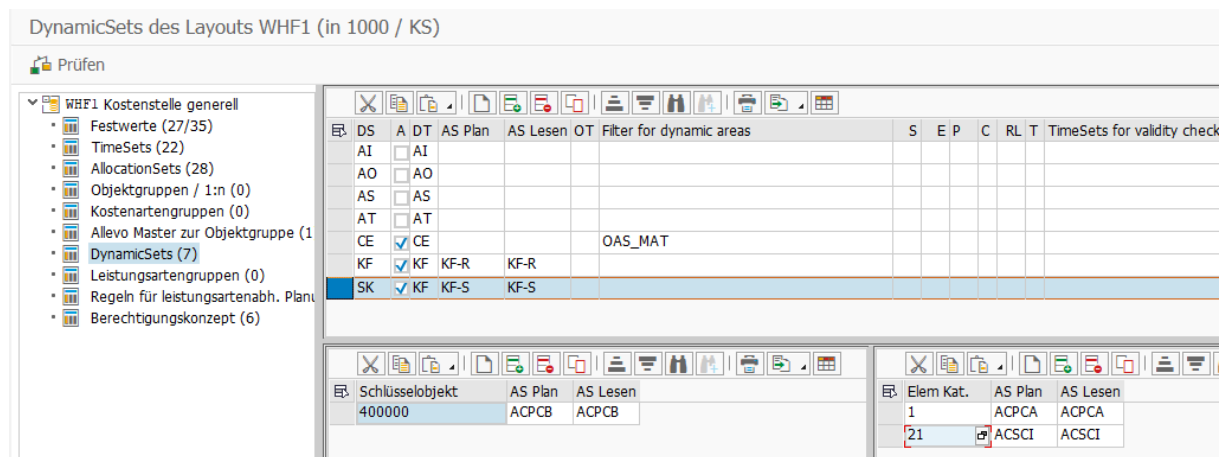 DynamicSets des Layouts WHF1 (in 1000 / KS)
Prüfen
WHF1 Kostenstelle generell
Festwerte (27/35)
TimeSets (22)
AllocationSets (28)
Objektgruppen / 1:n (0)
Kostenartengruppen (0)
Allevo Master zur Objektgruppe (1
DynamicSets (7)
Leistungsartengruppen (0)
Regeln für leistungsartenabh. Planu
Berechtigungskonzept (6)
DS A DT AS Plan AS Lesen OT Filter for dynamic areas S E P C RL T TimeSets for validity check
AI AI
AO AO
AS AS
AT AT
CE CE OAS_MAT
KF KF KF-R KF-R
SK KF KF-S KF-S
Schlüsselobjekt AS Plan AS Lesen
400000 ACPCB ACPCB
Elem Kat. AS Plan AS Lesen
1 ACPCA ACPCA
21 ACSCI ACSCI